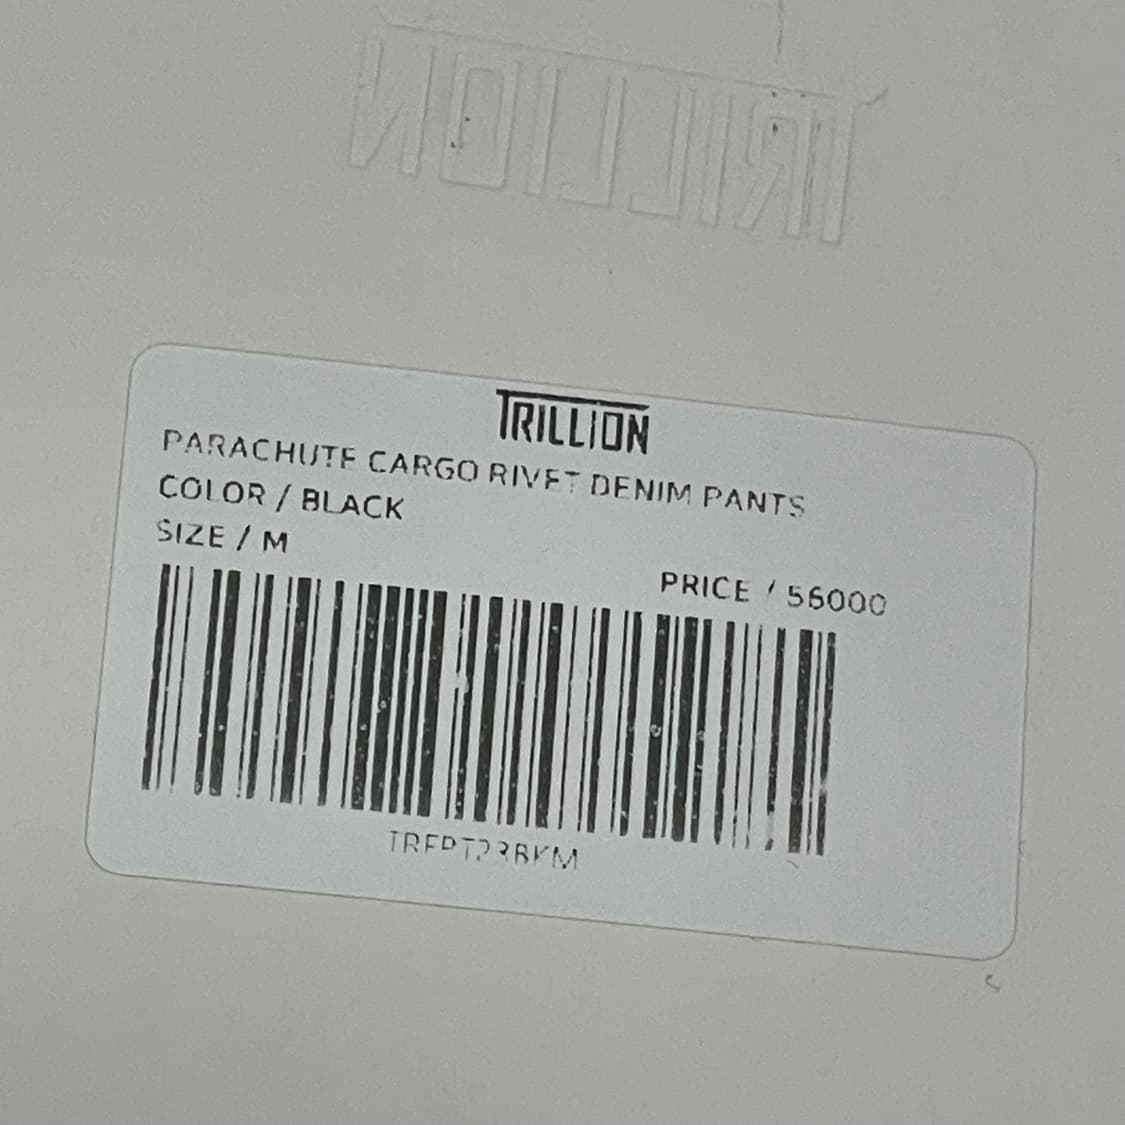 TRILLION
TRILLION
PARACHUTE CARGO RIVET DENIM PANTS
COLOR / BLACK
SIZE / M
PRICE / 56000